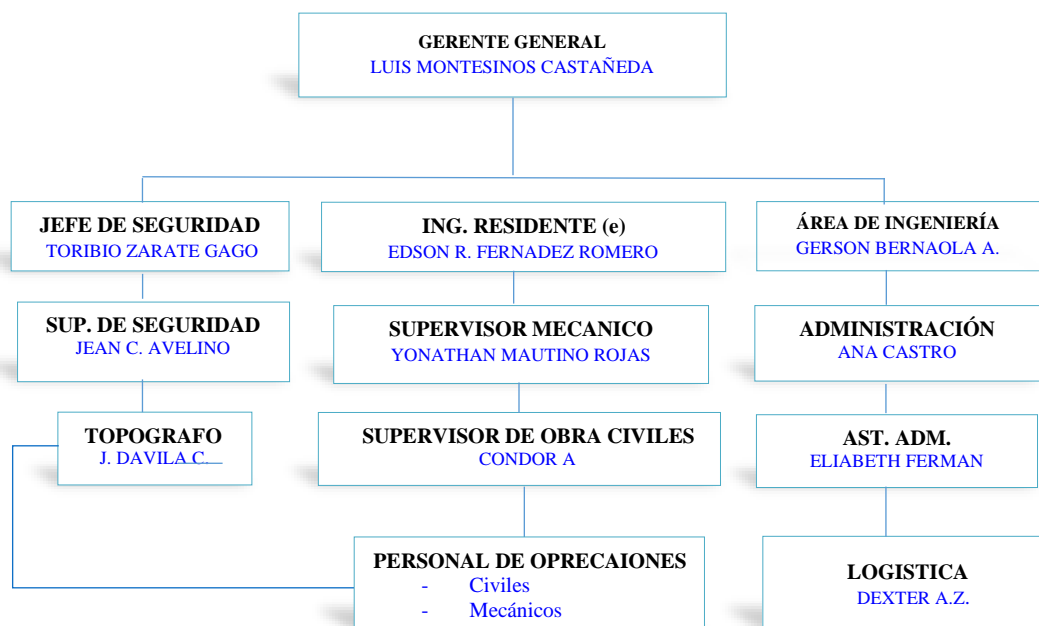 GERENTE GENERAL
LUIS MONTESINOS CASTAÑEDA
JEFE DE SEGURIDAD
TORIBIO ZARATE GAGO
ING. RESIDENTE (e)
EDSON R. FERNADEZ ROMERO
ÁREA DE INGENIERÍA
GERSON BERNAOLA A.
SUP. DE SEGURIDAD
JEAN C. AVELINO
SUPERVISOR MECANICO
YONATHAN MAUTINO ROJAS
ADMINISTRACIÓN
ANA CASTRO
TOPOGRAFO
J. DAVILA C.
SUPERVISOR DE OBRA CIVILES
CONDOR A
AST. ADM.
ELIABETH FERMAN
PERSONAL DE OPRECAIONES
- Civiles
- Mecánicos
LOGISTICA
DEXTER A.Z.